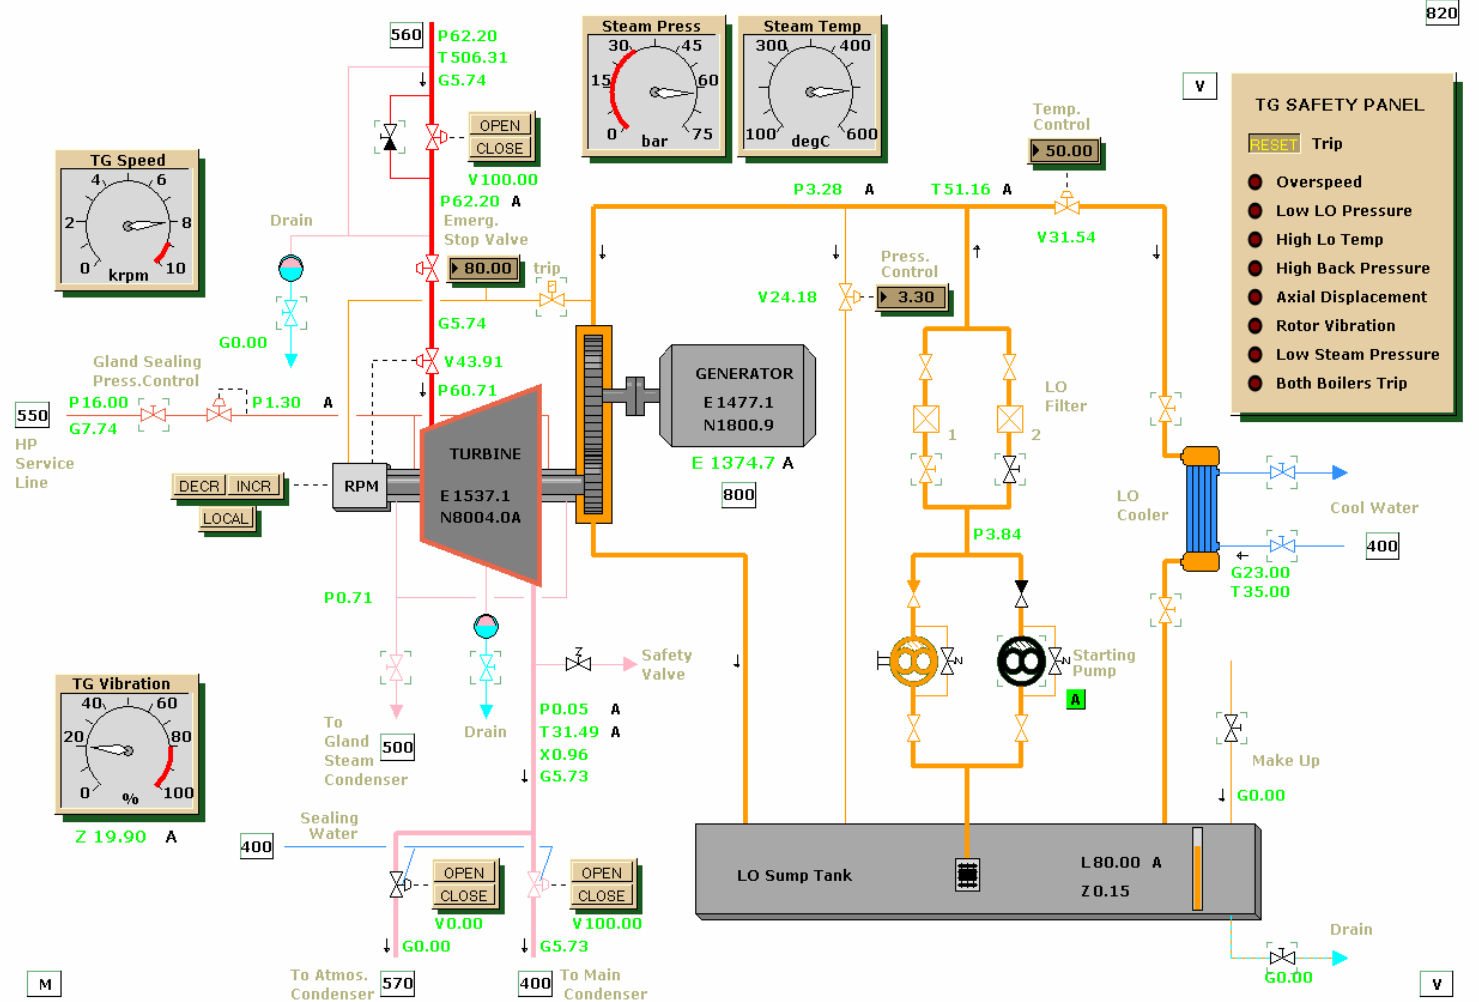 820
560
P62.20
T506.31
G5.74
OPEN
CLOSE
V100.00
P62.20 A
Emerg.
Stop Valve
80.00
trip
G5.74
V43.91
P60.71
Steam Press
30 45
15 60
0 75
bar
Steam Temp
300 400
100 600
degC
TG Speed
4 6
2 8
0 10
krpm
Drain
G0.00
Gland Sealing
Press.Control
550
P16.00
G7.74
P1.30 A
HP
Service
Line
DECR INCR
LOCAL
RPM
TURBINE
E1537.1
N8004.0A
GENERATOR
E1477.1
N1800.9
E 1374.7 A
800
P3.28 A
T51.16 A
Temp.
Control
50.00
V31.54
Press.
Control
3.30
V24.18
LO
Filter
1
2
P3.84
LO
Cooler
Cool Water
400
G23.00
T35.00
V
TG SAFETY PANEL
RESET Trip
Overspeed
Low LO Pressure
High Lo Temp
High Back Pressure
Axial Displacement
Rotor Vibration
Low Steam Pressure
Both Boilers Trip
P0.71
Z
Safety
Valve
N
N
Starting
Pump
A
To
Gland
Steam
Condenser
500
Drain
P0.05 A
T31.49 A
X0.96
G5.73
TG Vibration
40 60
20 80
0 100
%
Z 19.90 A
Sealing
Water
400
OPEN
CLOSE
V0.00
G0.00
OPEN
CLOSE
V100.00
G5.73
To Atmos.
Condenser
570
400
To Main
Condenser
LO Sump Tank
L80.00 A
Z0.15
Make Up
G0.00
Drain
G0.00
M
V